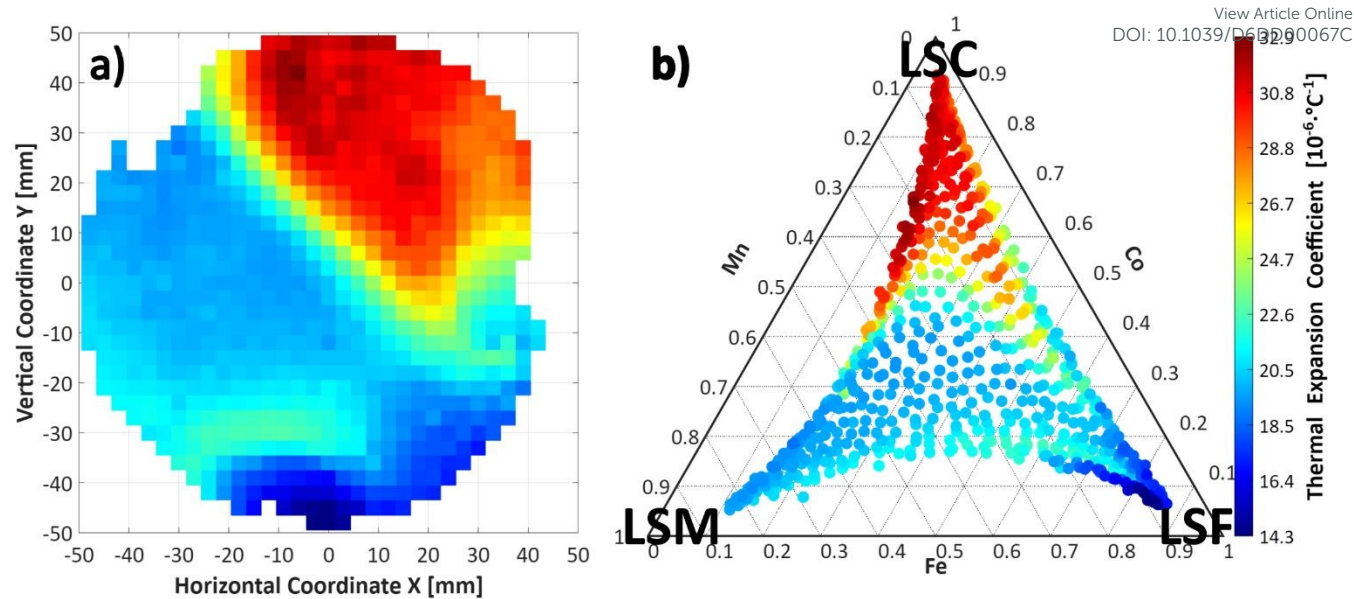 View Article Online
DOI: 10.1039/D6
00067C
a)
50
40
30
20
10
0
-10
-20
-30
-40
-50
Vertical Coordinate Y [mm]
-50 -40 -30 -20 -10 0 10 20 30 40 50
Horizontal Coordinate X [mm]
b)
LSC
LSM
LSF
1
0
0.9
0.1
0.8
0.2
0.7
0.3
0.6
0.4
0.5
0.5
0.4
0.6
0.3
0.7
0.2
0.8
0.1
0.9
1
Mn
Co
0 0.1 0.2 0.3 0.4 0.5 0.6 0.7 0.8 0.9 1
Fe
32.9
30.8
28.8
26.7
24.7
22.6
20.5
18.5
16.4
14.3
Thermal Expansion Coefficient [10⁻⁶·°C⁻¹]